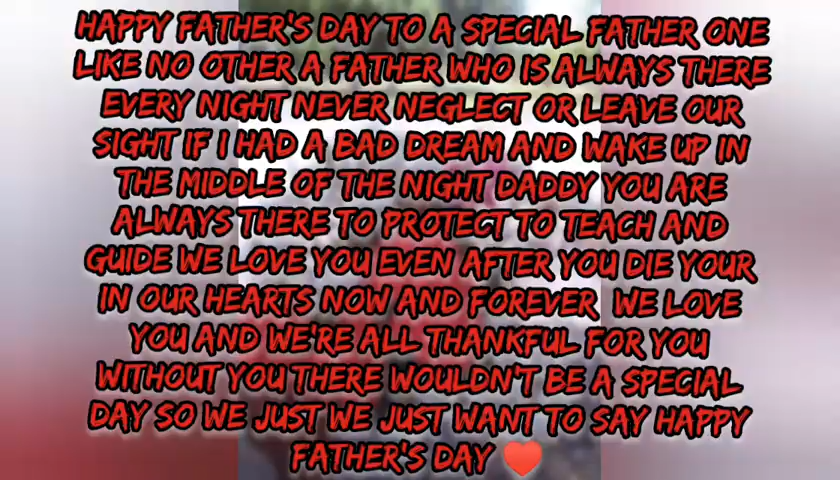 HAPPY FATHER'S DAY TO A SPECIAL FATHER ONE
LIKE NO OTHER A FATHER WHO IS ALWAYS THERE
EVERY NIGHT NEVER NEGLECT OR LEAVE OUR
SIGHT IF I HAD A BAD DREAM AND WAKE UP IN
THE MIDDLE OF THE NIGHT DADDY YOU ARE
ALWAYS THERE TO PROTECT TO TEACH AND
GUIDE WE LOVE YOU EVEN AFTER YOU DIE YOUR
IN OUR HEARTS NOW AND FOREVER WE LOVE
YOU AND WE'RE ALL THANKFUL FOR YOU
WITHOUT YOU THERE WOULDN'T BE A SPECIAL
DAY SO WE JUST WE JUST WANT TO SAY HAPPY
FATHER'S DAY ♥️